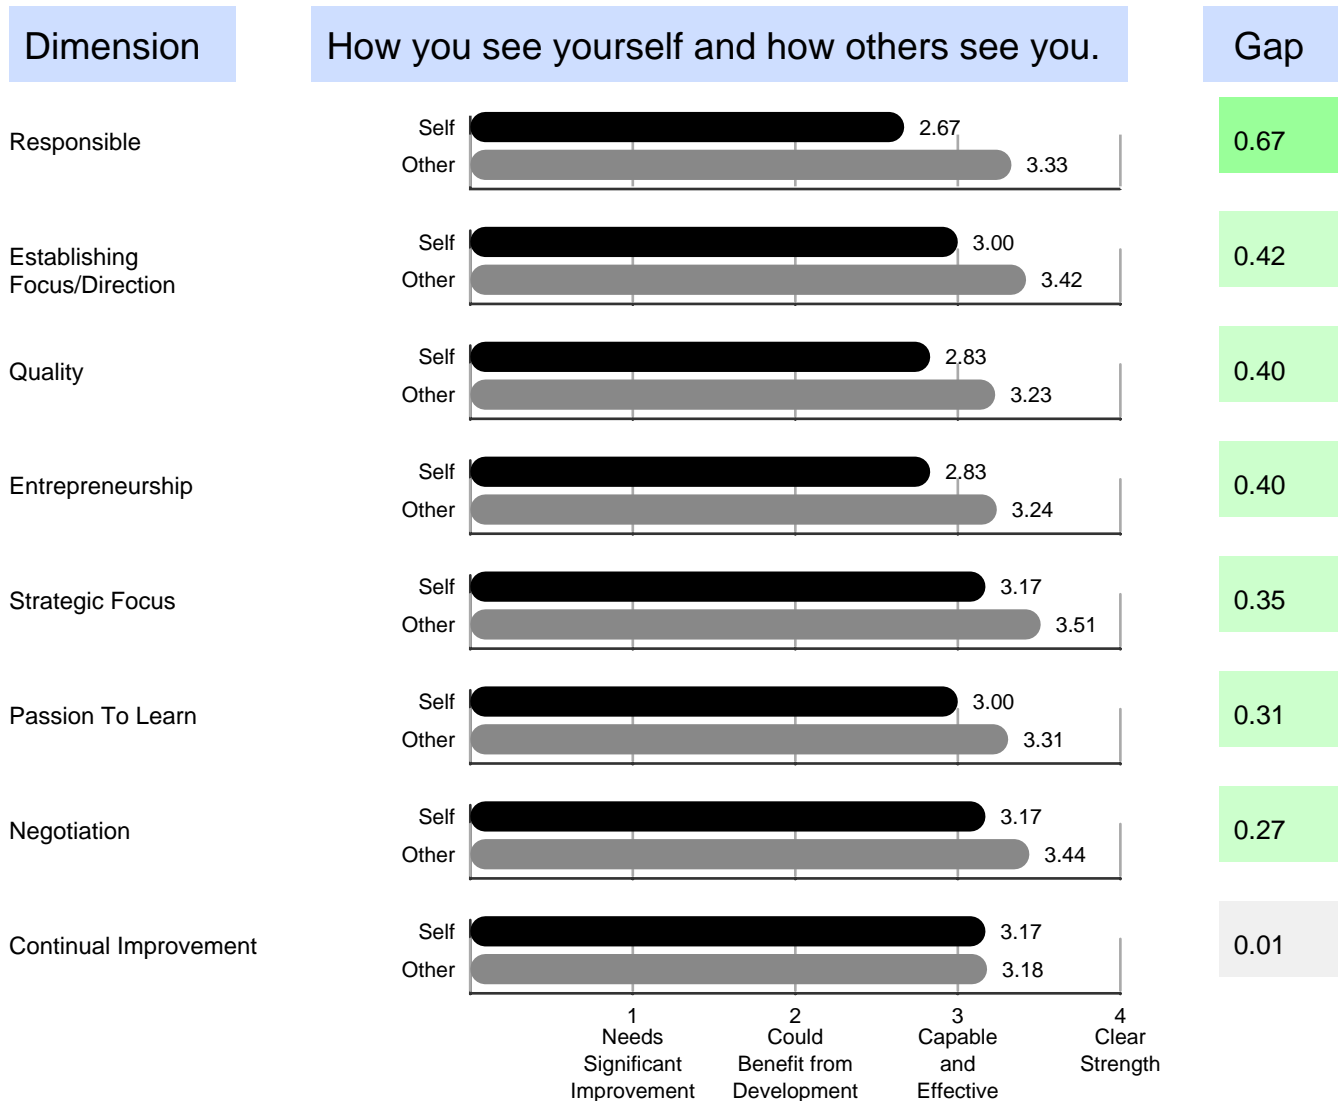 Dimension
How you see yourself and how others see you.
Gap
Responsible
Self
2.67
Other
3.33
0.67
Establishing
Focus/Direction
Self
3.00
Other
3.42
0.42
Quality
Self
2.83
Other
3.23
0.40
Entrepreneurship
Self
2.83
Other
3.24
0.40
Strategic Focus
Self
3.17
Other
3.51
0.35
Passion To Learn
Self
3.00
Other
3.31
0.31
Negotiation
Self
3.17
Other
3.44
0.27
Continual Improvement
Self
3.17
Other
3.18
0.01
1
Needs
Significant
Improvement
2
Could
Benefit from
Development
3
Capable
and
Effective
4
Clear
Strength